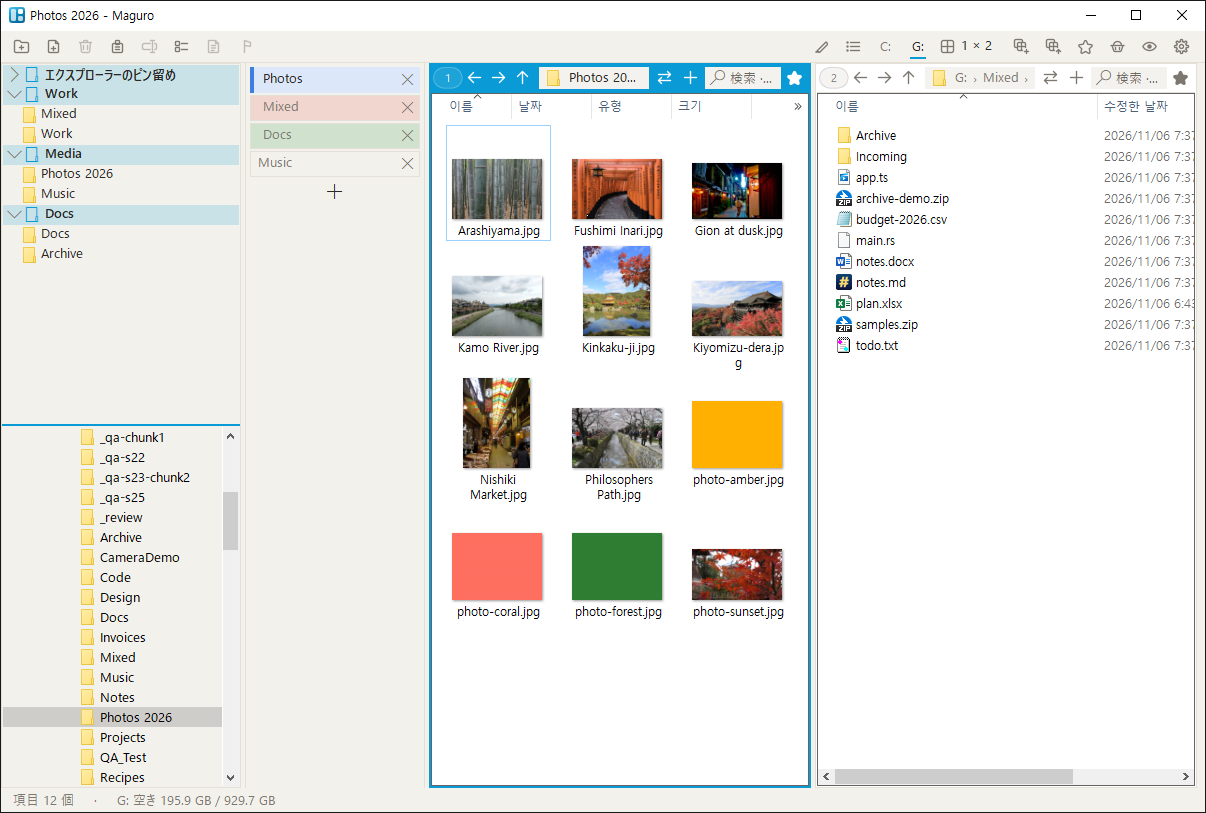 Photos 2026 - Maguro
C:
G:
1 × 2
エクスプローラーのピン留め
Work
Mixed
Work
Media
Photos 2026
Music
Docs
Docs
Archive
_qa-chunk1
_qa-s22
_qa-s23-chunk2
_qa-s25
_review
Archive
CameraDemo
Code
Design
Docs
Invoices
Mixed
Music
Notes
Photos 2026
Projects
QA_Test
Recipes
Photos
Mixed
Docs
Music
1
Photos 20...
検索 ·...
이름
날짜
유형
크기
»
Arashiyama.jpg
Fushimi Inari.jpg
Gion at dusk.jpg
Kamo River.jpg
Kinkaku-ji.jpg
Kiyomizu-dera.jp
g
Nishiki
Market.jpg
Philosophers
Path.jpg
photo-amber.jpg
photo-coral.jpg
photo-forest.jpg
photo-sunset.jpg
2
G: › Mixed ›
検索 ·...
이름
수정한 날짜
Archive
2026/11/06 7:37
Incoming
2026/11/06 7:37
app.ts
2026/11/06 7:37
archive-demo.zip
2026/11/06 7:37
budget-2026.csv
2026/11/06 7:37
main.rs
2026/11/06 7:37
notes.docx
2026/11/06 7:37
notes.md
2026/11/06 7:37
plan.xlsx
2026/11/06 6:43
samples.zip
2026/11/06 7:37
todo.txt
2026/11/06 7:37
項目 12 個 · G: 空き 195.9 GB / 929.7 GB